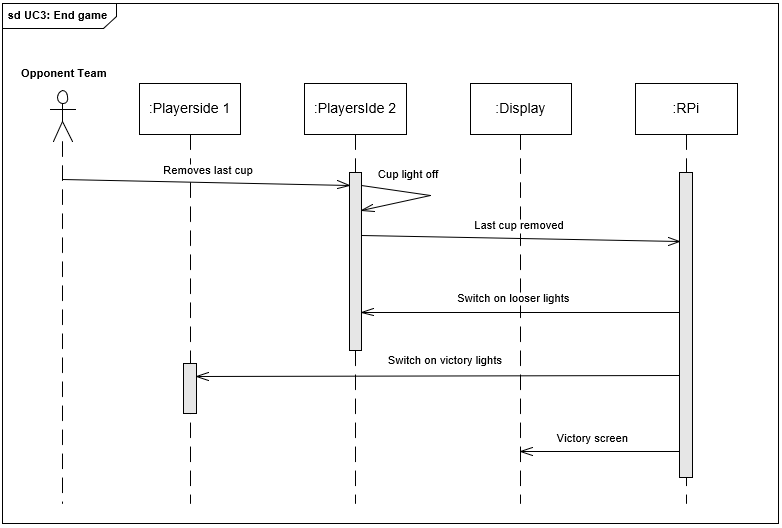 sd UC3: End game
Opponent Team
:Playerside 1
:PlayersIde 2
:Display
:RPi
Removes last cup
Cup light off
Last cup removed
Switch on looser lights
Switch on victory lights
Victory screen